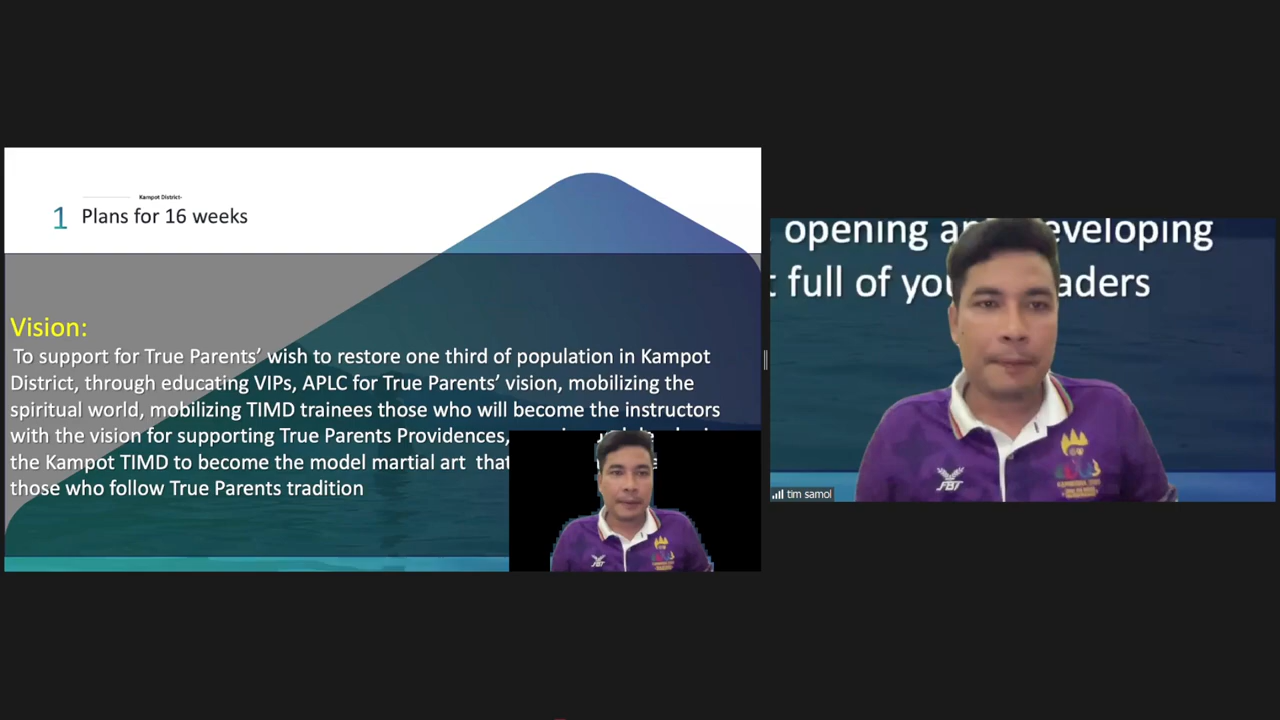 Kampot District-
1 Plans for 16 weeks
Vision:
To support for True Parents' wish to restore one third of population in Kampot
District, through educating VIPs, APLC for True Parents' vision, mobilizing the
spiritual world, mobilizing TIMD trainees those who will become the instructors
with the vision for supporting True Parents Providences,
the Kampot TIMD to become the model martial art that
those who follow True Parents tradition
FBT
opening
full of
FBT
tim samol